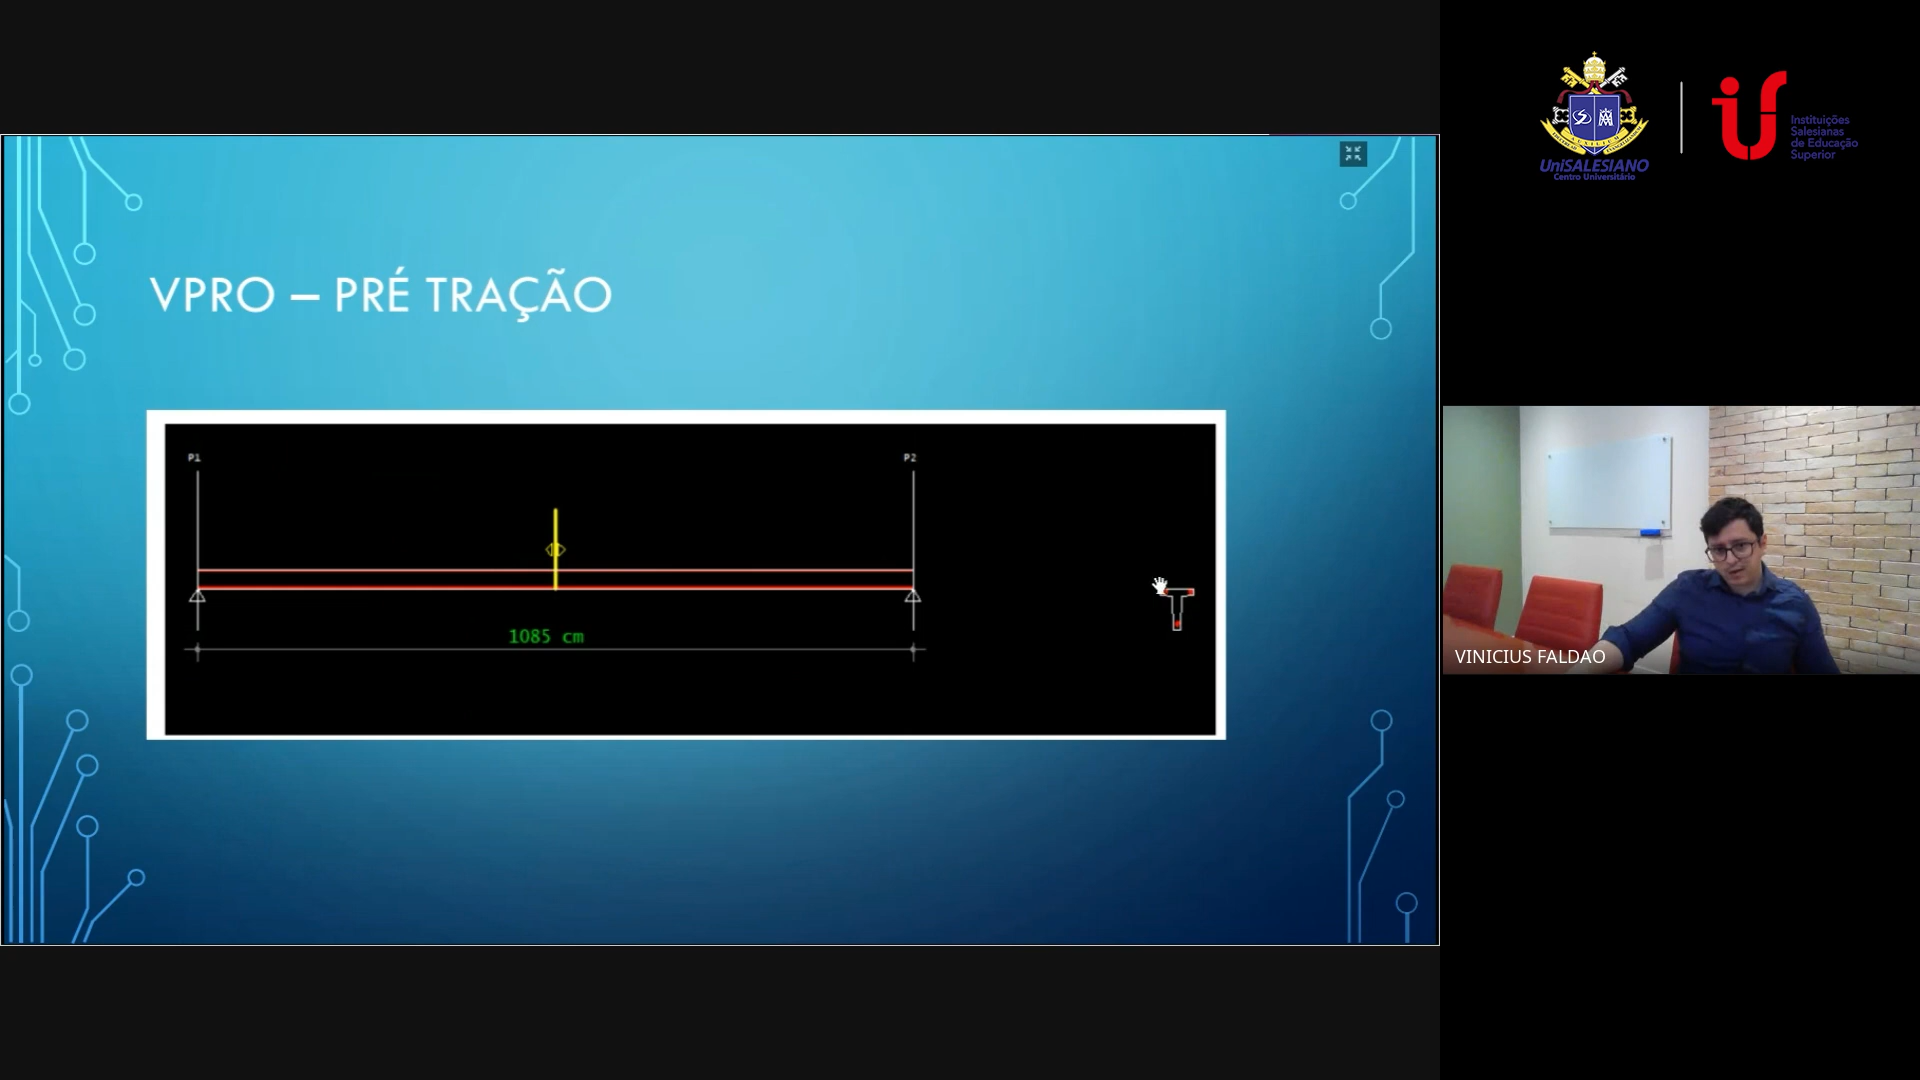 VPRO – PRÉ TRAÇÃO
P1
P2
1085 cm
UniSALESIANO
Centro Universitário
Instituições
Salesianas
de Educação
Superior
VINICIUS FALDAO